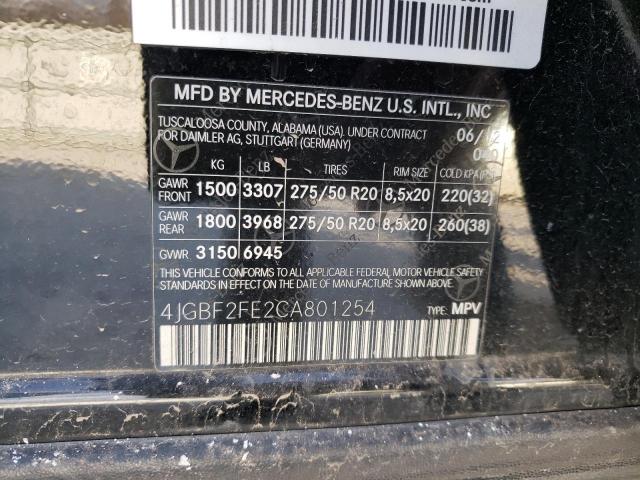 MFD BY MERCEDES-BENZ U.S. INTL., INC
TUSCALOOSA COUNTY, ALABAMA (USA). UNDER CONTRACT
FOR DAIMLER AG, STUTTGART (GERMANY)
06/12
KG LB TIRES RIM SIZE COLD KPA(PSI)
GAWR FRONT 1500 3307 275/50 R20 8,5x20 220(32)
GAWR REAR 1800 3968 275/50 R20 8,5x20 260(38)
GVWR 3150 6945
THIS VEHICLE CONFORMS TO ALL APPLICABLE FEDERAL MOTOR VEHICLE SAFETY
STANDARDS IN EFFECT ON THE DATE OF MANUFACTURE SHOWN ABOVE.
4JGBF2FE2CA801254 TYPE: MPV